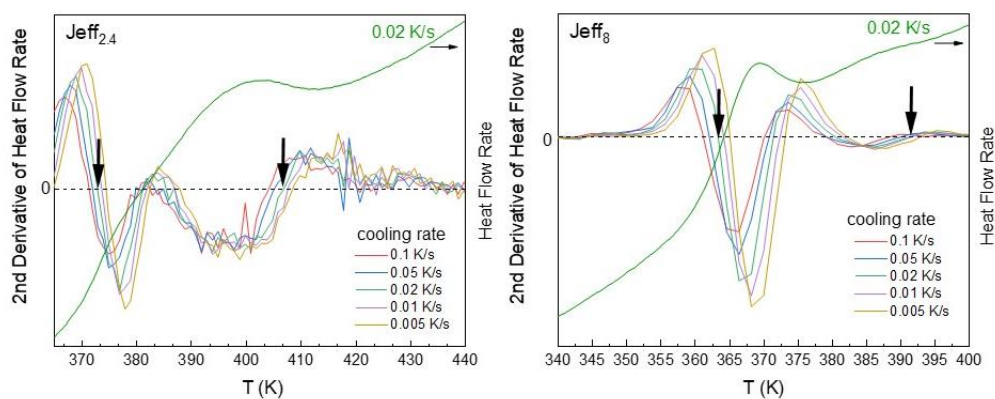 Jeff2.4
0.02 K/s
2nd Derivative of Heat Flow Rate
0
Heat Flow Rate
cooling rate
0.1 K/s
0.05 K/s
0.02 K/s
0.01 K/s
0.005 K/s
370 380 390 400 410 420 430 440
T (K)
Jeff8
0.02 K/s
2nd Derivative of Heat Flow Rate
0
Heat Flow Rate
cooling rate
0.1 K/s
0.05 K/s
0.02 K/s
0.01 K/s
0.005 K/s
340 345 350 355 360 365 370 375 380 385 390 395 400
T (K)